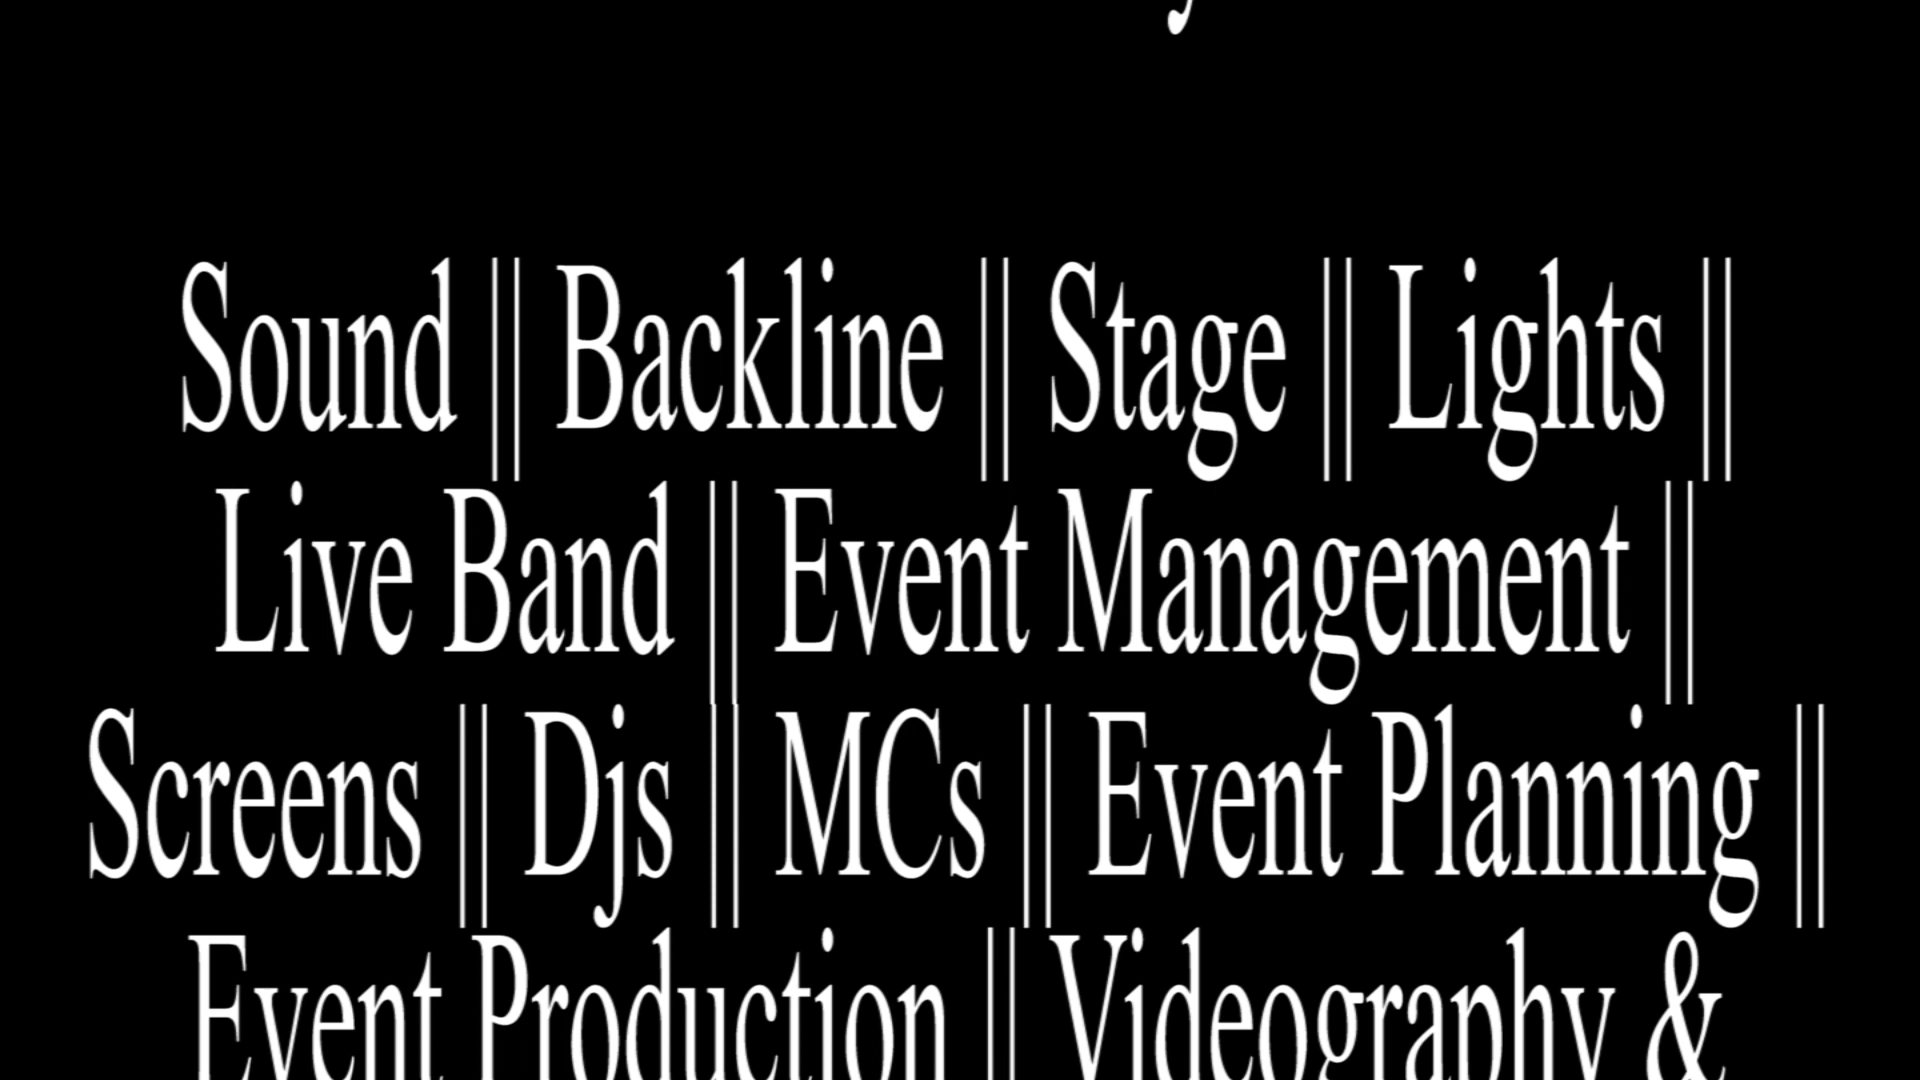 Sound || Backline || Stage || Lights ||
Live Band || Event Management ||
Screens || Djs || MCs || Event Planning ||
Event Production || Videography &